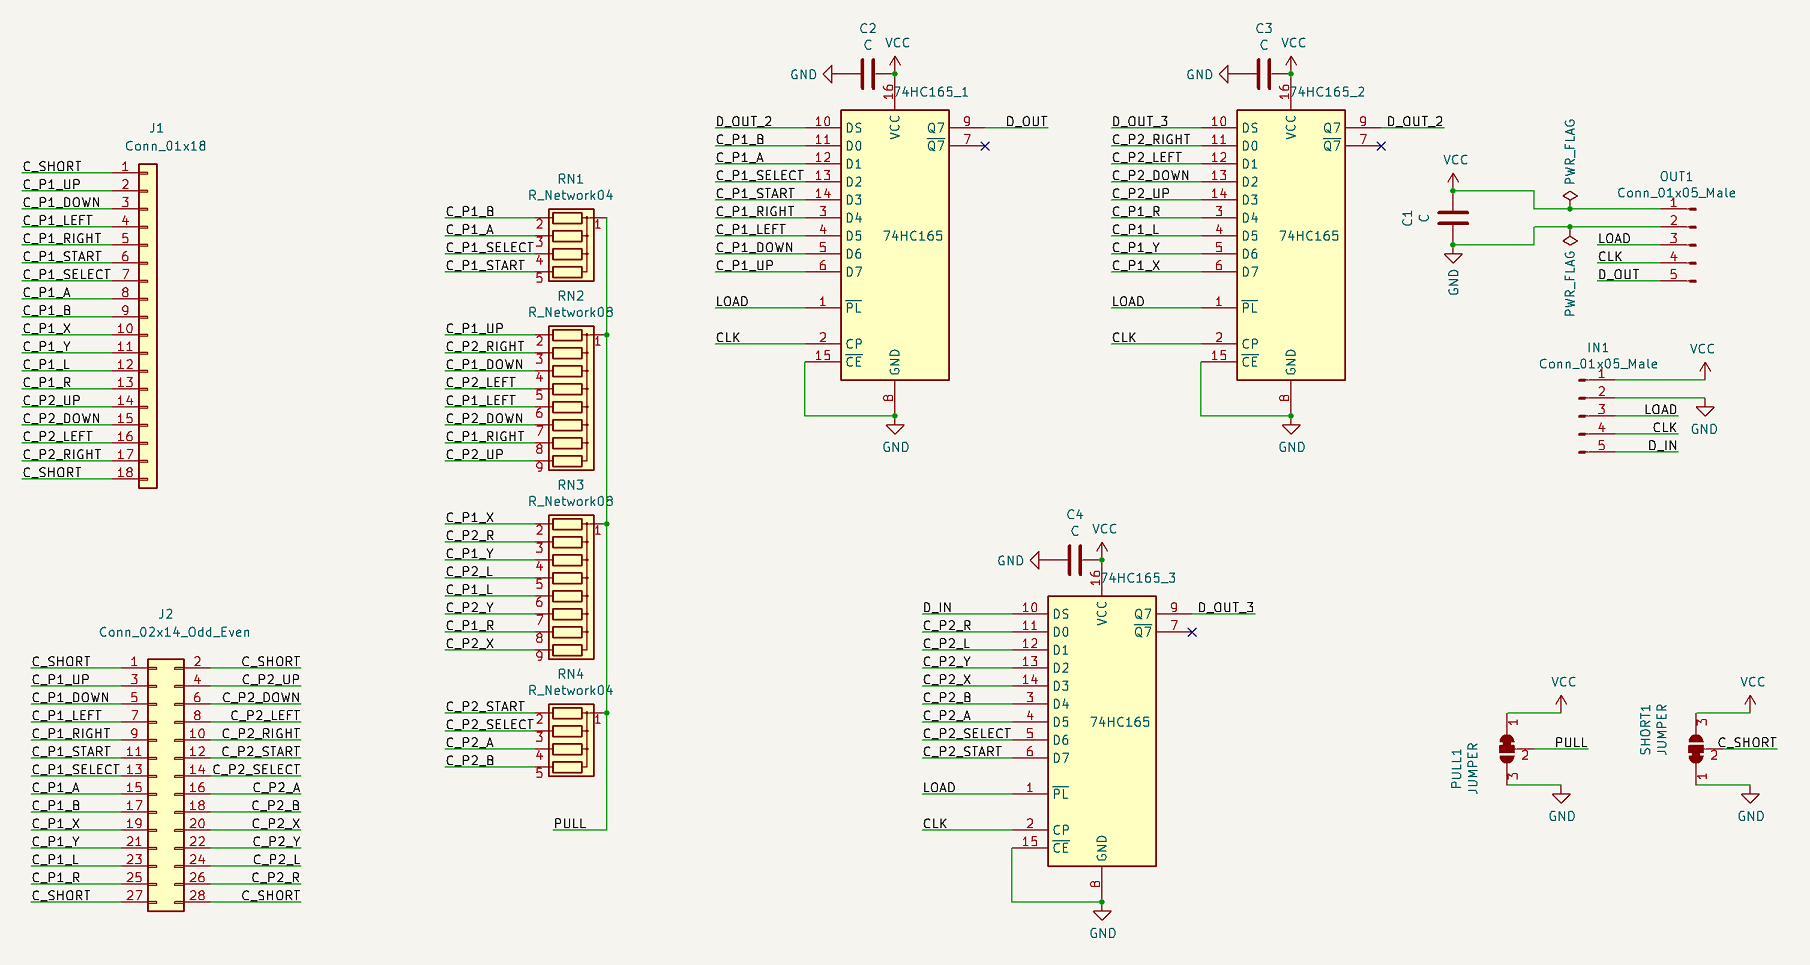 J1
Conn_01x18
C_SHORT 1
C_P1_UP 2
C_P1_DOWN 3
C_P1_LEFT 4
C_P1_RIGHT 5
C_P1_START 6
C_P1_SELECT 7
C_P1_A 8
C_P1_B 9
C_P1_X 10
C_P1_Y 11
C_P1_L 12
C_P1_R 13
C_P2_UP 14
C_P2_DOWN 15
C_P2_LEFT 16
C_P2_RIGHT 17
C_SHORT 18
J2
Conn_02x14_Odd_Even
C_SHORT 1 2 C_SHORT
C_P1_UP 3 4 C_P2_UP
C_P1_DOWN 5 6 C_P2_DOWN
C_P1_LEFT 7 8 C_P2_LEFT
C_P1_RIGHT 9 10 C_P2_RIGHT
C_P1_START 11 12 C_P2_START
C_P1_SELECT 13 14 C_P2_SELECT
C_P1_A 15 16 C_P2_A
C_P1_B 17 18 C_P2_B
C_P1_X 19 20 C_P2_X
C_P1_Y 21 22 C_P2_Y
C_P1_L 23 24 C_P2_L
C_P1_R 25 26 C_P2_R
C_SHORT 27 28 C_SHORT
RN1
R_Network04
C_P1_B 2 1
C_P1_A 3
C_P1_SELECT 4
C_P1_START 5
RN2
R_Network08
C_P1_UP 2 1
C_P2_RIGHT 3
C_P1_DOWN 4
C_P2_LEFT 5
C_P1_LEFT 6
C_P2_DOWN 7
C_P1_RIGHT 8
C_P2_UP 9
RN3
R_Network08
C_P1_X 2 1
C_P2_R 3
C_P1_Y 4
C_P2_L 5
C_P1_L 6
C_P2_Y 7
C_P1_R 8
C_P2_X 9
RN4
R_Network04
C_P2_START 2 1
C_P2_SELECT 3
C_P2_A 4
C_P2_B 5
PULL
C2
C
VCC
GND
16
74HC165_1
VCC
D_OUT_2 10 DS Q7 9 D_OUT
C_P1_B 11 D0 Q7 7
C_P1_A 12 D1
C_P1_SELECT 13 D2
C_P1_START 14 D3
C_P1_RIGHT 3 D4
C_P1_LEFT 4 D5 74HC165
C_P1_DOWN 5 D6
C_P1_UP 6 D7
LOAD 1 PL
CLK 2 CP
15 CE
GND
8
GND
C3
C
VCC
GND
16
74HC165_2
VCC
D_OUT_3 10 DS Q7 9 D_OUT_2
C_P2_RIGHT 11 D0 Q7 7
C_P2_LEFT 12 D1
C_P2_DOWN 13 D2
C_P2_UP 14 D3
C_P1_R 3 D4
C_P1_L 4 D5 74HC165
C_P1_Y 5 D6
C_P1_X 6 D7
LOAD 1 PL
CLK 2 CP
15 CE
GND
8
GND
C4
C
VCC
GND
16
74HC165_3
VCC
D_IN 10 DS Q7 9 D_OUT_3
C_P2_R 11 D0 Q7 7
C_P2_L 12 D1
C_P2_Y 13 D2
C_P2_X 14 D3
C_P2_B 3 D4
C_P2_A 4 D5 74HC165
C_P2_SELECT 5 D6
C_P2_START 6 D7
LOAD 1 PL
CLK 2 CP
15 CE
GND
8
GND
VCC
C1
C
GND
PWR_FLAG
PWR_FLAG
OUT1
Conn_01x05_Male
1
2
LOAD 3
CLK 4
D_OUT 5
IN1
Conn_01x05_Male
VCC
1
2
3 LOAD
4 CLK
5 D_IN
GND
VCC
PULL1
JUMPER
1
2 PULL
3
GND
VCC
SHORT1
JUMPER
3
2 C_SHORT
1
GND